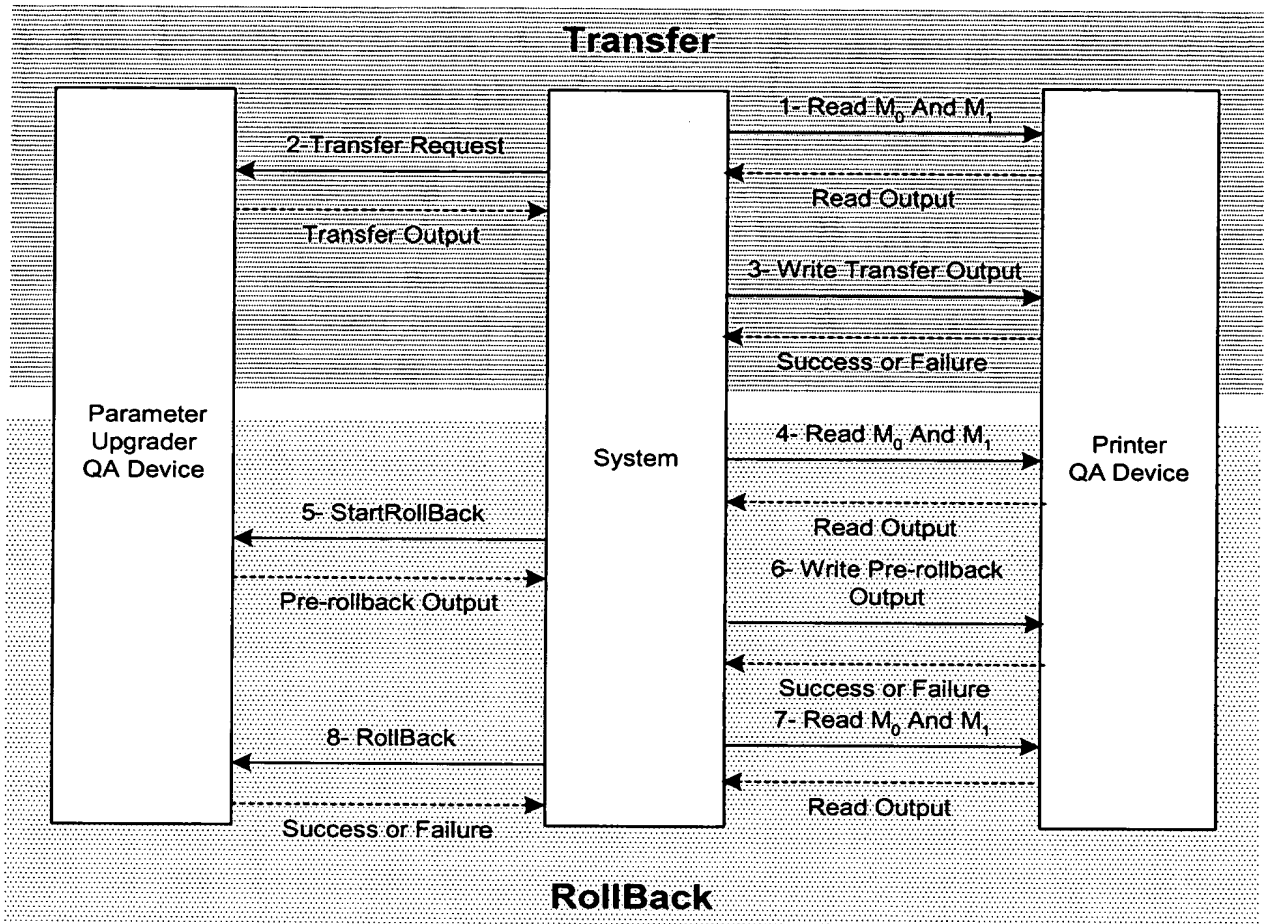 Transfer
1- Read M₀ And M₁
2-Transfer Request
Read Output
Transfer Output
3- Write Transfer Output
Success or Failure
Parameter
Upgrader
QA Device
System
Printer
QA Device
4- Read M₀ And M₁
5- StartRollBack
Read Output
6- Write Pre-rollback
Output
Pre-rollback Output
Success or Failure
7- Read M₀ And M₁
8- RollBack
Read Output
Success or Failure
RollBack